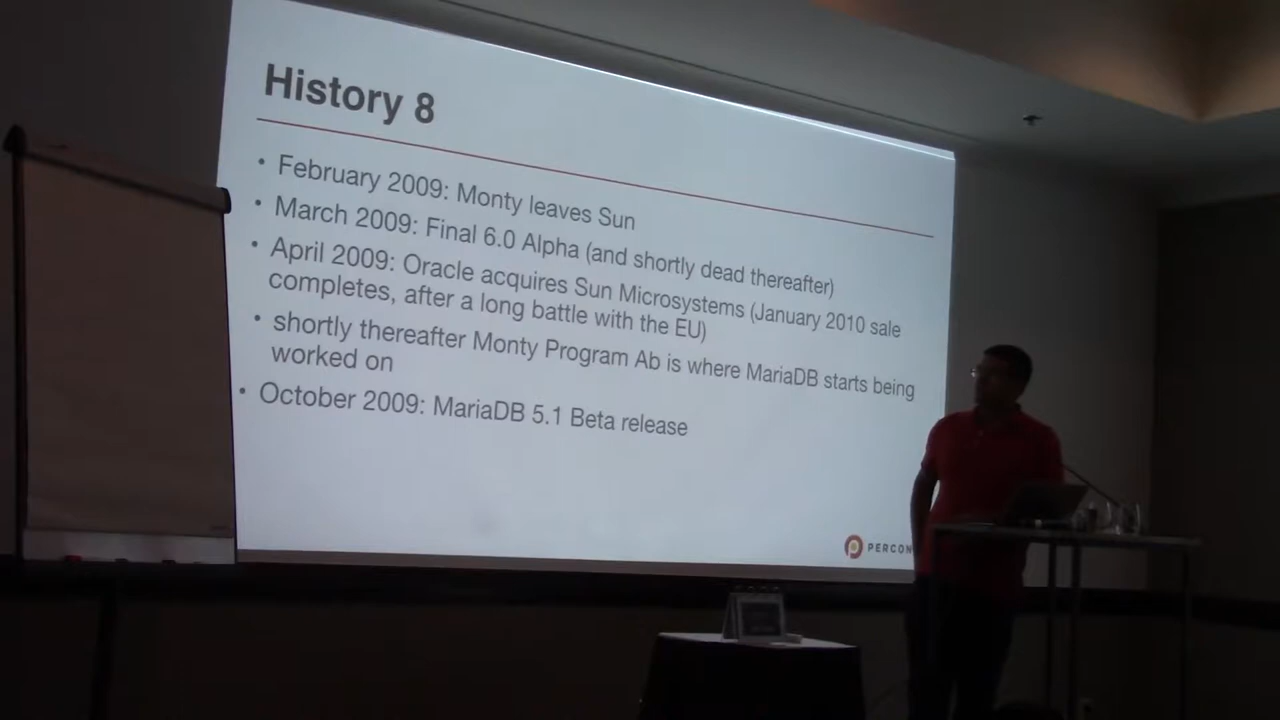 History 8
• February 2009: Monty leaves Sun
• March 2009: Final 6.0 Alpha (and shortly dead thereafter)
• April 2009: Oracle acquires Sun Microsystems (January 2010 sale
completes, after a long battle with the EU)
• shortly thereafter Monty Program Ab is where MariaDB starts being
worked on
• October 2009: MariaDB 5.1 Beta release
PERCON